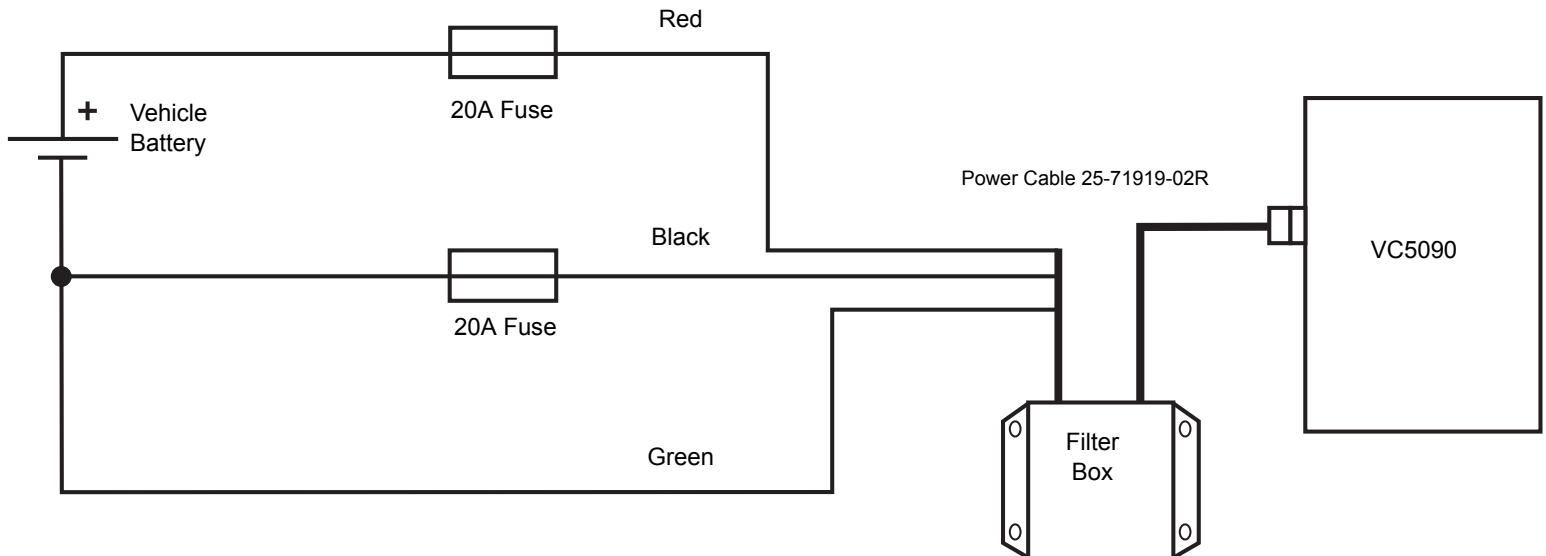 Red
20A Fuse
+
Vehicle
Battery
Power Cable 25-71919-02R
Black
VC5090
20A Fuse
Green
Filter
Box